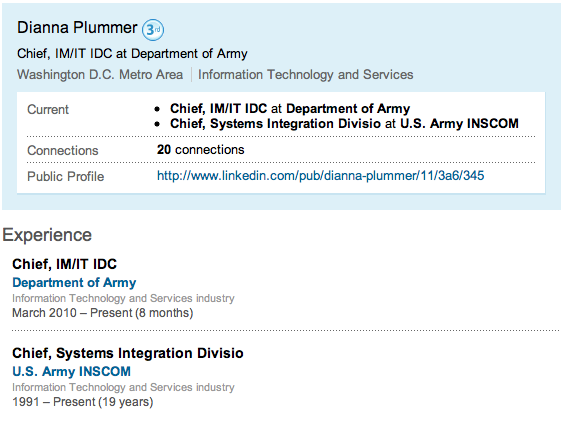 Dianna Plummer 3rd
Chief, IM/IT IDC at Department of Army
Washington D.C. Metro Area | Information Technology and Services
Current
• Chief, IM/IT IDC at Department of Army
• Chief, Systems Integration Divisio at U.S. Army INSCOM
Connections 20 connections
Public Profile http://www.linkedin.com/pub/dianna-plummer/11/3a6/345
Experience
Chief, IM/IT IDC
Department of Army
Information Technology and Services industry
March 2010 – Present (8 months)
Chief, Systems Integration Divisio
U.S. Army INSCOM
Information Technology and Services industry
1991 – Present (19 years)